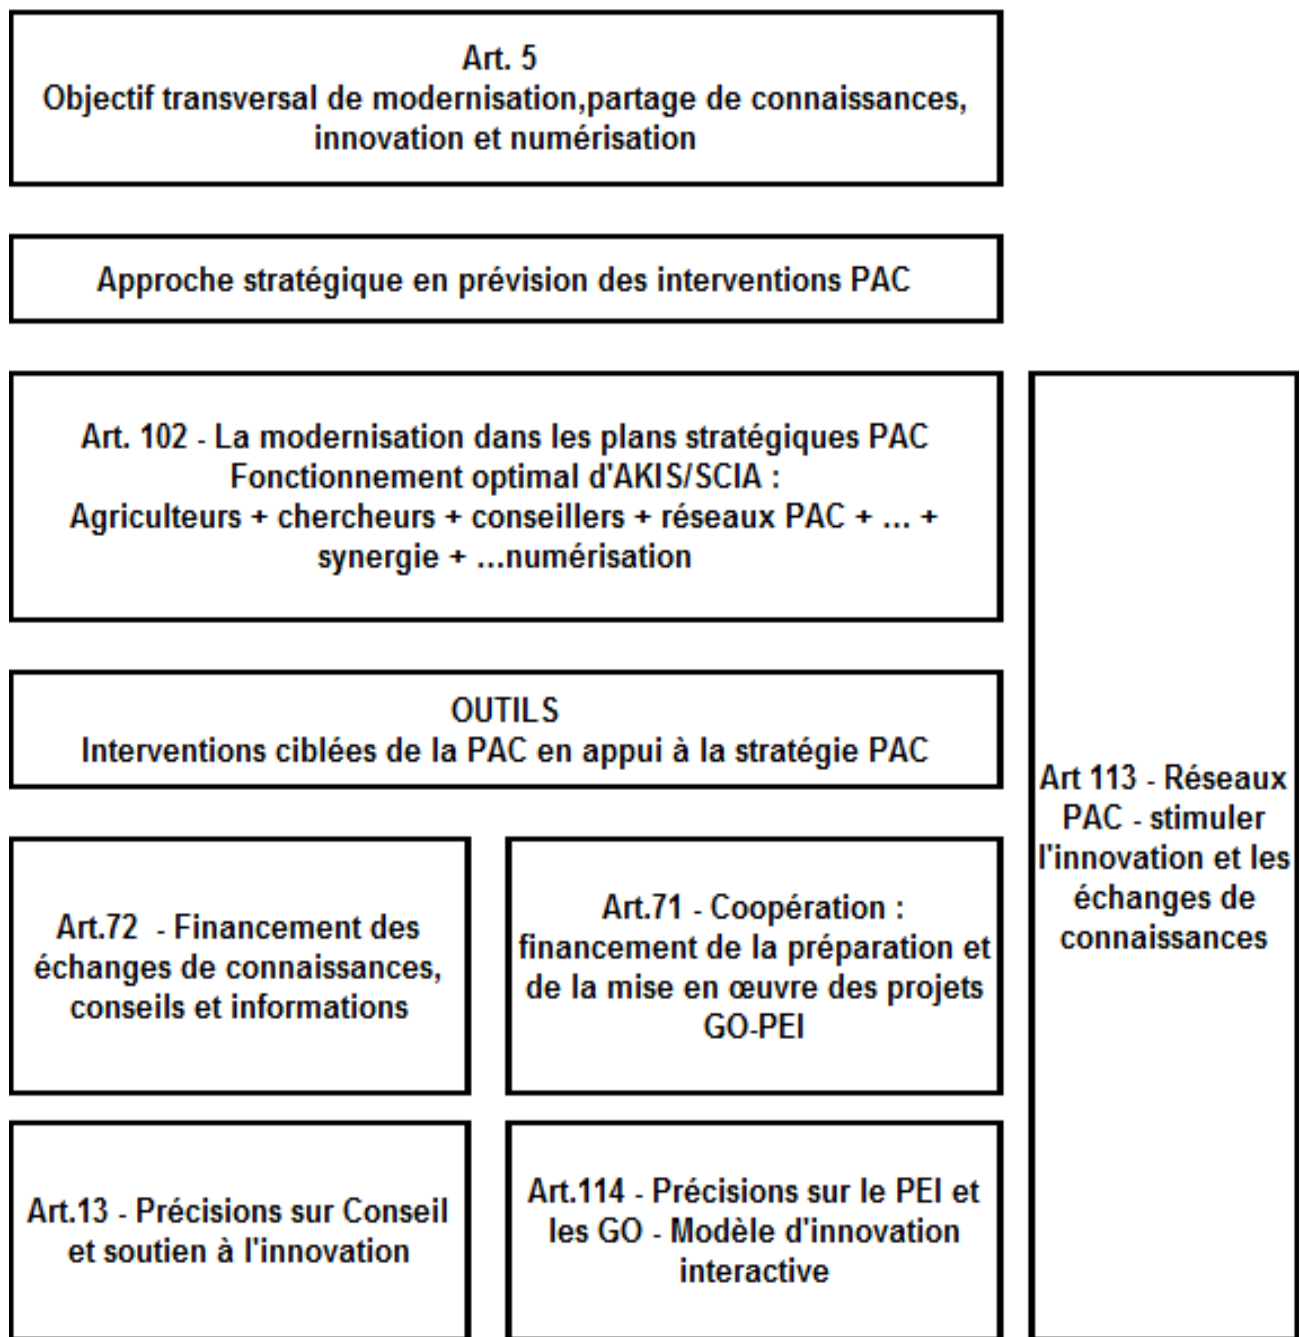 Art. 5
Objectif transversal de modernisation,partage de connaissances,
innovation et numérisation
Approche stratégique en prévision des interventions PAC
Art. 102 - La modernisation dans les plans stratégiques PAC
Fonctionnement optimal d'AKIS/SCIA :
Agriculteurs + chercheurs + conseillers + réseaux PAC + ... +
synergie + ...numérisation
OUTILS
Interventions ciblées de la PAC en appui à la stratégie PAC
Art.72 - Financement des
échanges de connaissances,
conseils et informations
Art.71 - Coopération :
financement de la préparation et
de la mise en œuvre des projets
GO-PEI
Art.13 - Précisions sur Conseil
et soutien à l'innovation
Art.114 - Précisions sur le PEI et
les GO - Modèle d'innovation
interactive
Art 113 - Réseaux
PAC - stimuler
l'innovation et les
échanges de
connaissances